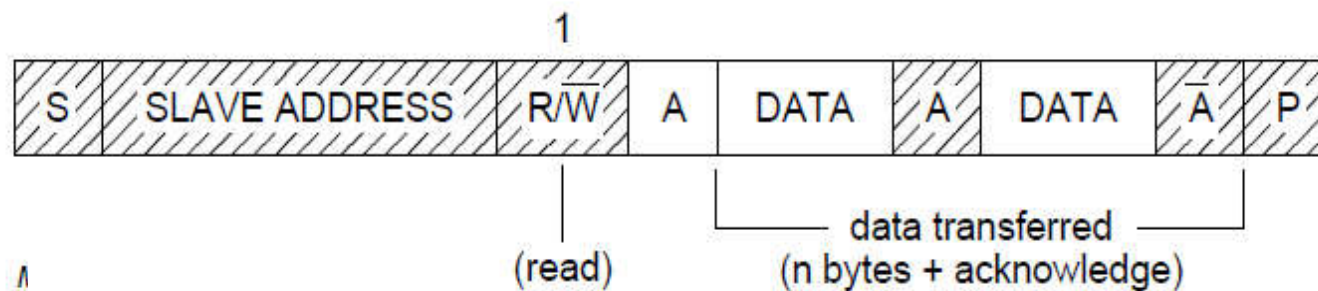 1
S SLAVE ADDRESS R/W̅ A DATA A DATA A̅ P
data transferred
(read) (n bytes + acknowledge)